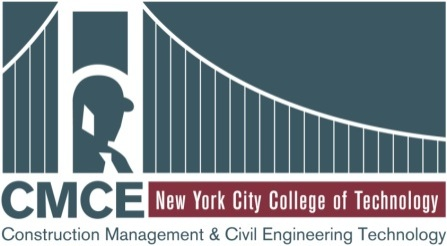 CMCE New York City College of Technology
Construction Management & Civil Engineering Technology